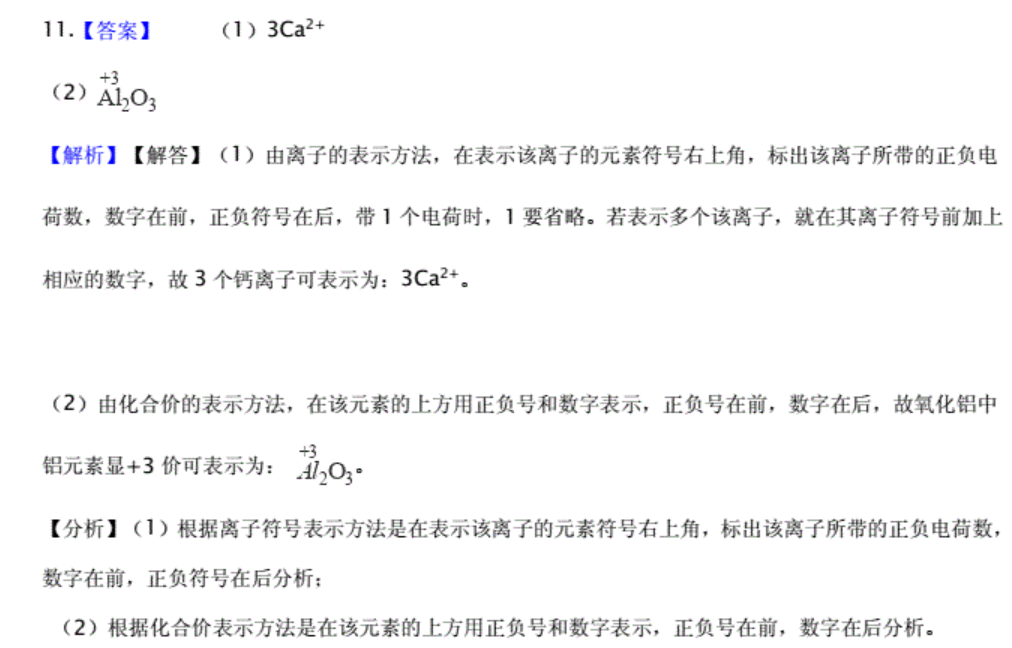 11.【答案】 （1）3Ca²⁺
+3
（2）Al₂O₃
【解析】【解答】（1）由离子的表示方法，在表示该离子的元素符号右上角，标出该离子所带的正负电
荷数，数字在前，正负符号在后，带 1 个电荷时，1 要省略。若表示多个该离子，就在其离子符号前加上
相应的数字，故 3 个钙离子可表示为：3Ca²⁺。
（2）由化合价的表示方法，在该元素的上方用正负号和数字表示，正负号在前，数字在后，故氧化铝中
+3
铝元素显+3 价可表示为： Al₂O₃。
【分析】（1）根据离子符号表示方法是在表示该离子的元素符号右上角，标出该离子所带的正负电荷数，
数字在前，正负符号在后分析；
（2）根据化合价表示方法是在该元素的上方用正负号和数字表示，正负号在前，数字在后分析。